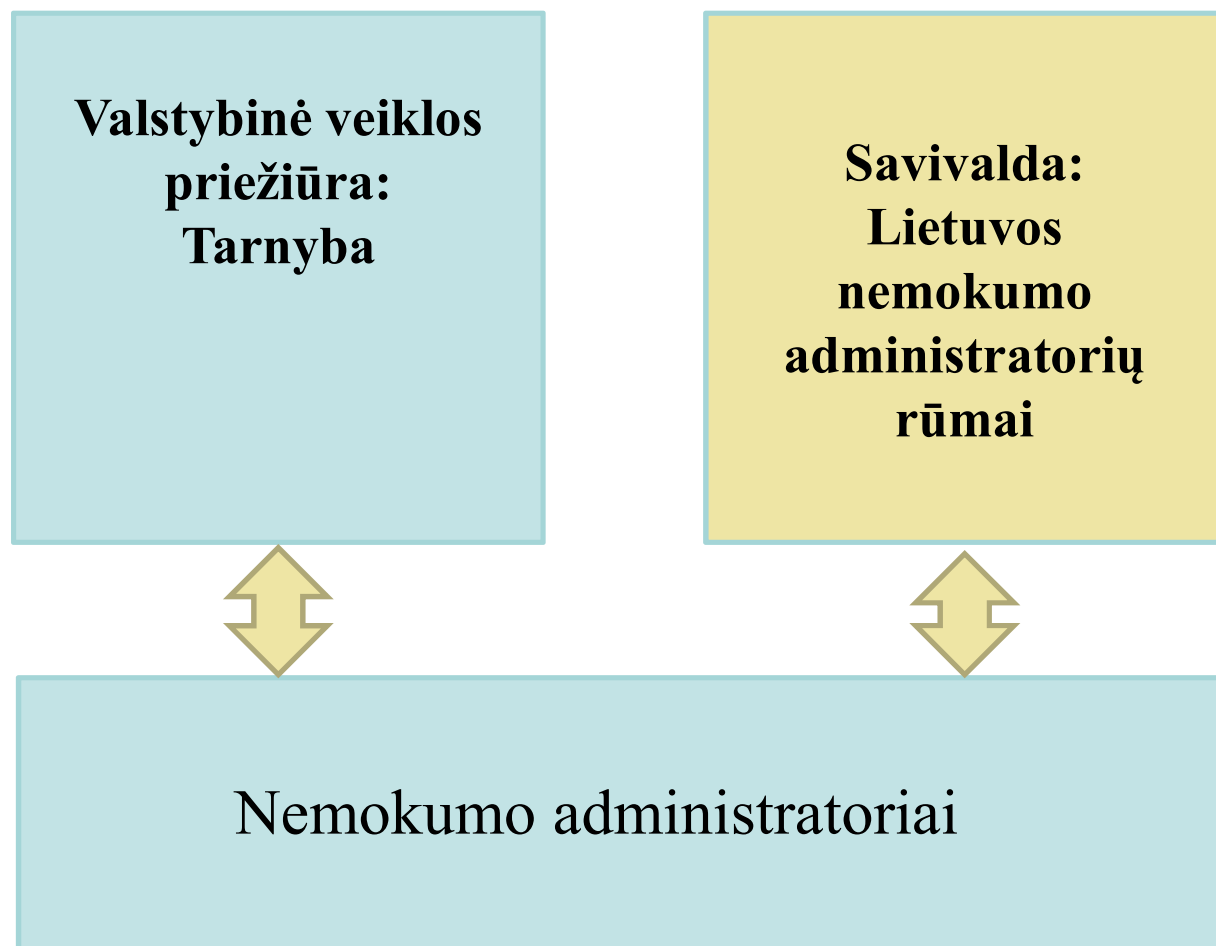 Valstybinė veiklos
priežiūra:
Tarnyba
Savivalda:
Lietuvos
nemokumo
administratorių
rūmai
Nemokumo administratoriai